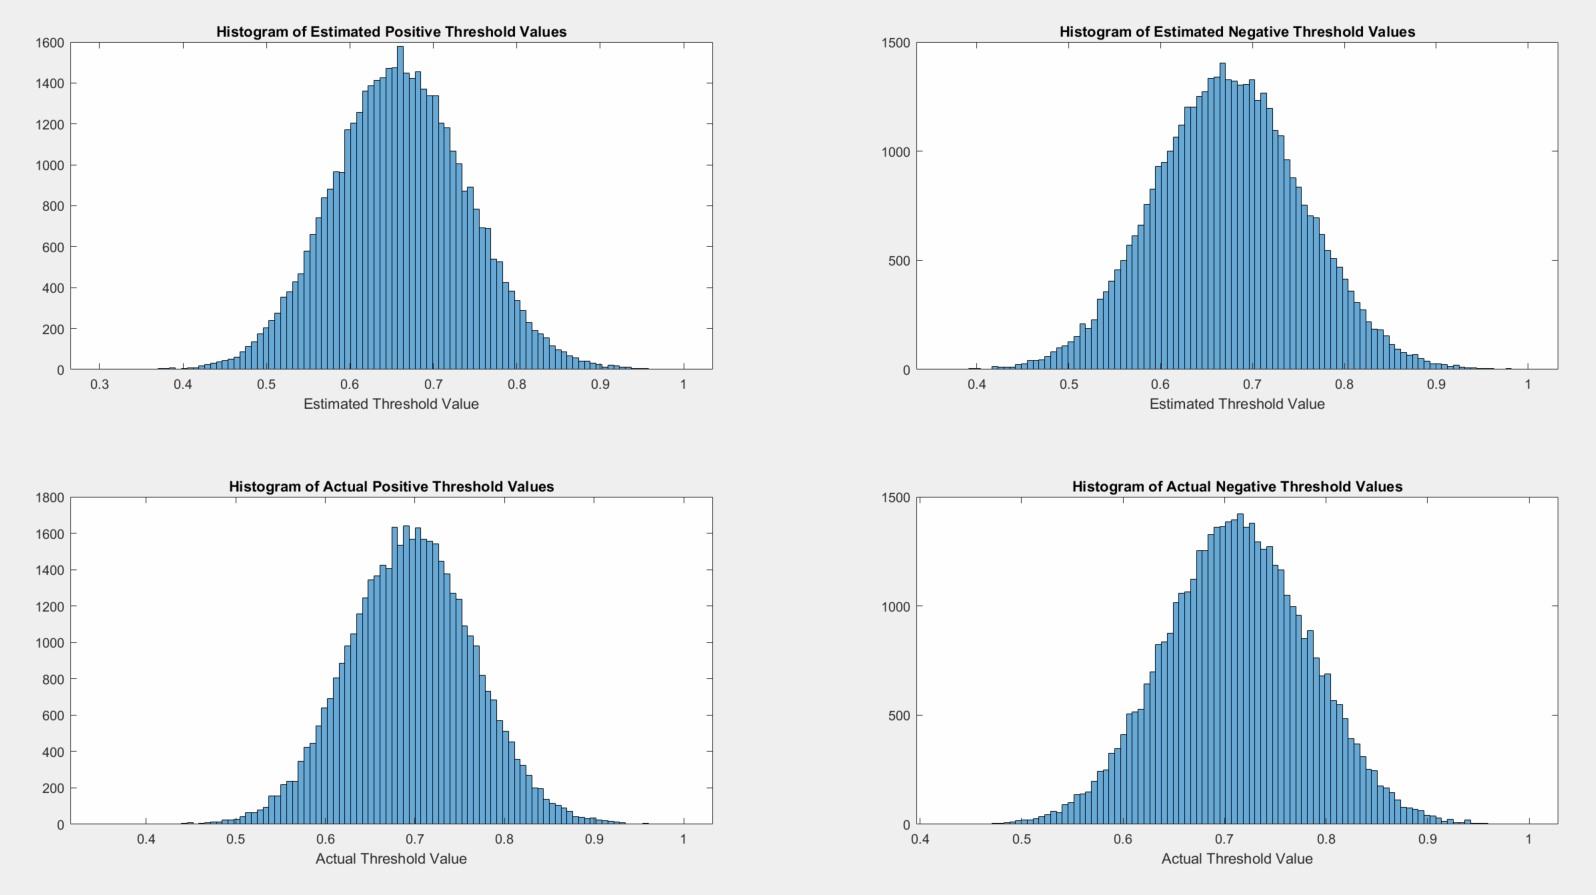 Histogram of Estimated Positive Threshold Values
1600
1400
1200
1000
800
600
400
200
0
0.3 0.4 0.5 0.6 0.7 0.8 0.9 1
Estimated Threshold Value
Histogram of Estimated Negative Threshold Values
1500
1000
500
0
0.4 0.5 0.6 0.7 0.8 0.9 1
Estimated Threshold Value
Histogram of Actual Positive Threshold Values
1800
1600
1400
1200
1000
800
600
400
200
0
0.4 0.5 0.6 0.7 0.8 0.9 1
Actual Threshold Value
Histogram of Actual Negative Threshold Values
1500
1000
500
0
0.4 0.5 0.6 0.7 0.8 0.9 1
Actual Threshold Value